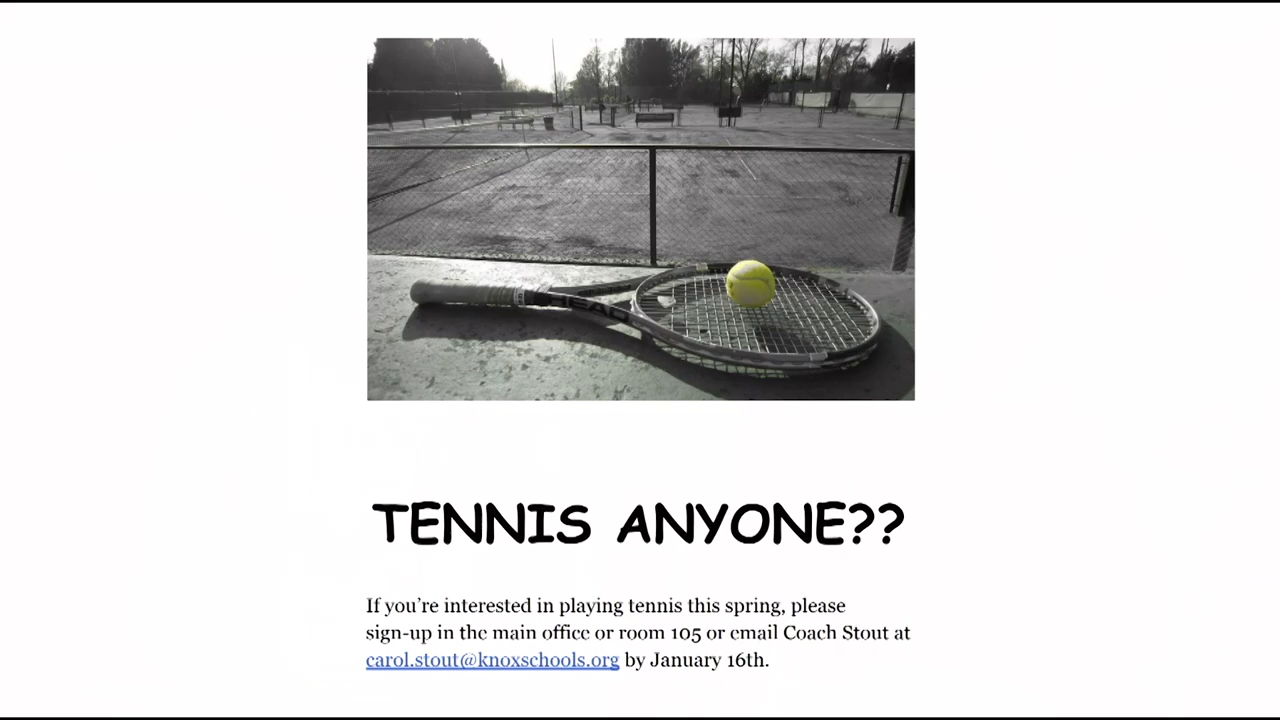 HEAD
TENNIS ANYONE??
If you're interested in playing tennis this spring, please
sign-up in the main office or room 105 or email Coach Stout at
carol.stout@knoxschools.org by January 16th.